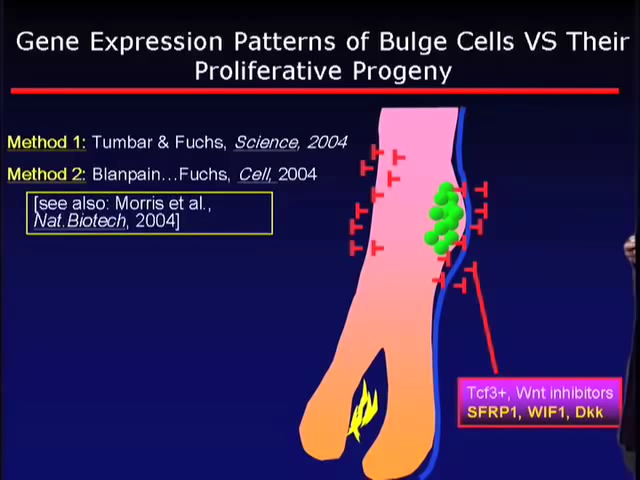 Gene Expression Patterns of Bulge Cells VS Their
Proliferative Progeny
Method 1: Tumbar & Fuchs, Science, 2004
Method 2: Blanpain...Fuchs, Cell, 2004
[see also: Morris et al.,
Nat.Biotech, 2004]
Tcf3+, Wnt inhibitors
SFRP1, WIF1, Dkk